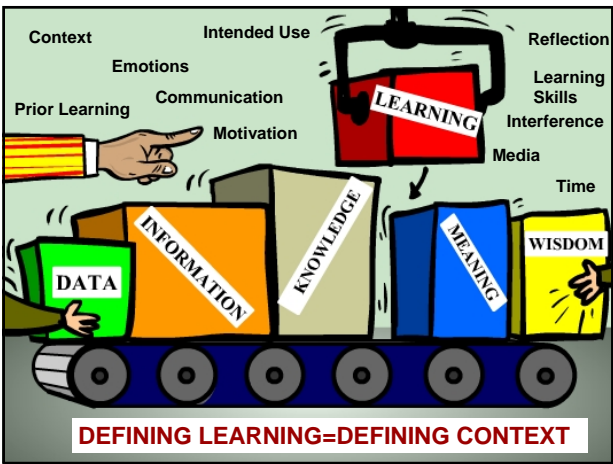 Context
Intended Use
Reflection
Emotions
Learning
Skills
Prior Learning
Communication
Interference
Motivation
Media
Time
LEARNING
DATA
INFORMATION
KNOWLEDGE
MEANING
WISDOM
DEFINING LEARNING=DEFINING CONTEXT